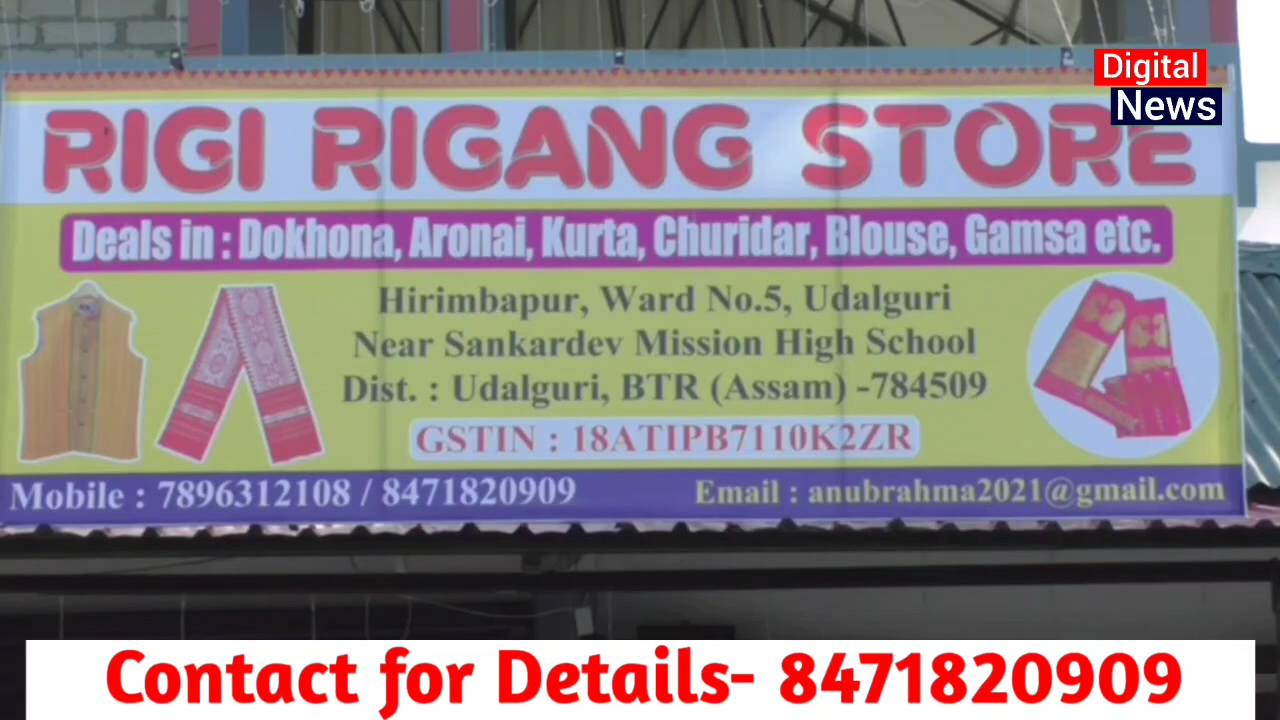 Digital
News
RIGI RIGANG STORE
Deals in : Dokhona, Aronai, Kurta, Churidar, Blouse, Gamsa etc.
Hirimbapur, Ward No.5, Udalguri
Near Sankardev Mission High School
Dist. : Udalguri, BTR (Assam) -784509
GSTIN : 18ATIPB7110K2ZR
Mobile : 7896312108 / 8471820909
Email : anubrahma2021@gmail.com
Contact for Details- 8471820909